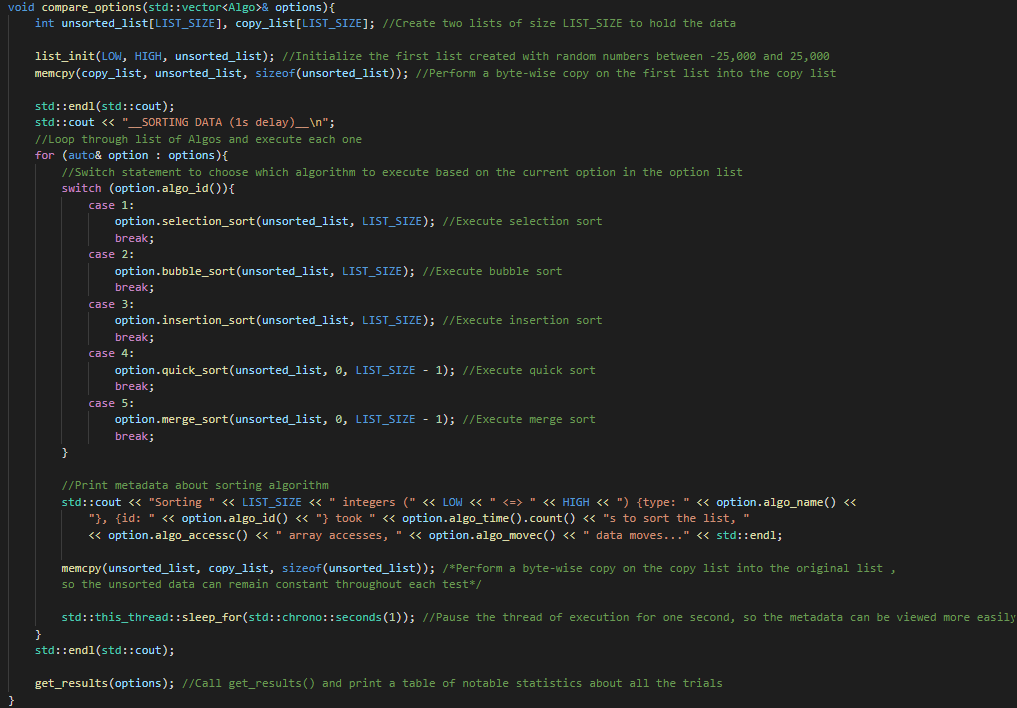 void compare_options(std::vector<Algo>& options){
    int unsorted_list[LIST_SIZE], copy_list[LIST_SIZE]; //Create two lists of size LIST_SIZE to hold the data

    list_init(LOW, HIGH, unsorted_list); //Initialize the first list created with random numbers between -25,000 and 25,000
    memcpy(copy_list, unsorted_list, sizeof(unsorted_list)); //Perform a byte-wise copy on the first list into the copy list

    std::endl(std::cout);
    std::cout << "__SORTING DATA (1s delay)__\n";
    //Loop through list of Algos and execute each one
    for (auto& option : options){
        //Switch statement to choose which algorithm to execute based on the current option in the option list
        switch (option.algo_id()){
            case 1:
                option.selection_sort(unsorted_list, LIST_SIZE); //Execute selection sort
                break;
            case 2:
                option.bubble_sort(unsorted_list, LIST_SIZE); //Execute bubble sort
                break;
            case 3:
                option.insertion_sort(unsorted_list, LIST_SIZE); //Execute insertion sort
                break;
            case 4:
                option.quick_sort(unsorted_list, 0, LIST_SIZE - 1); //Execute quick sort
                break;
            case 5:
                option.merge_sort(unsorted_list, 0, LIST_SIZE - 1); //Execute merge sort
                break;
        }

        //Print metadata about sorting algorithm
        std::cout << "Sorting " << LIST_SIZE << " integers (" << LOW << " <=> " << HIGH << ") {type: " << option.algo_name() <<
            "}, {id: " << option.algo_id() << "} took " << option.algo_time().count() << "s to sort the list, "
            << option.algo_accessc() << " array accesses, " << option.algo_movec() << " data moves..." << std::endl;

        memcpy(unsorted_list, copy_list, sizeof(unsorted_list)); /*Perform a byte-wise copy on the copy list into the original list ,
        so the unsorted data can remain constant throughout each test*/

        std::this_thread::sleep_for(std::chrono::seconds(1)); //Pause the thread of execution for one second, so the metadata can be viewed more easily
    }
    std::endl(std::cout);

    get_results(options); //Call get_results() and print a table of notable statistics about all the trials
}